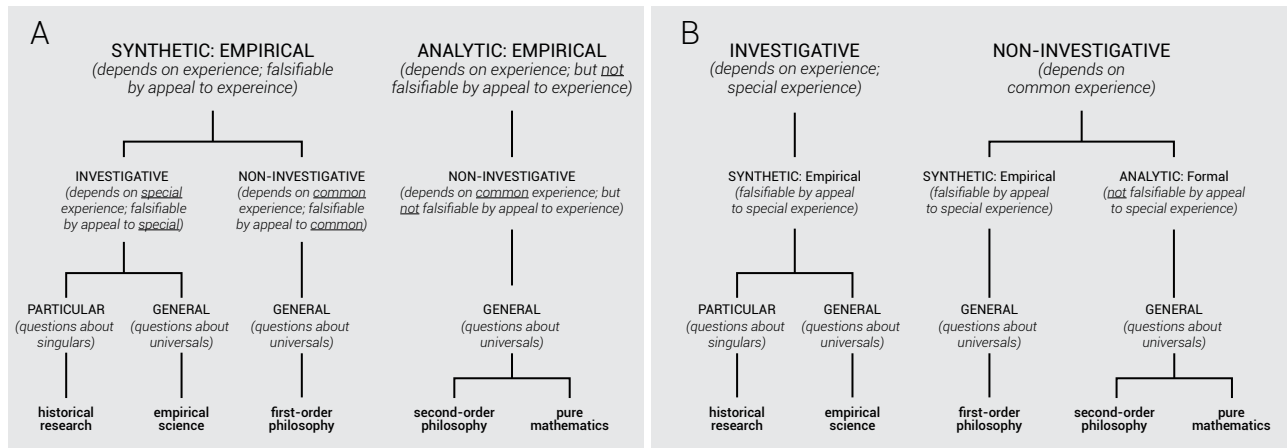 A
SYNTHETIC: EMPIRICAL
(depends on experience; falsifiable
by appeal to expereince)
ANALYTIC: EMPIRICAL
(depends on experience; but not
falsifiable by appeal to experience)
INVESTIGATIVE
(depends on special
experience; falsifiable
by appeal to special)
NON-INVESTIGATIVE
(depends on common
experience; falsifiable
by appeal to common)
NON-INVESTIGATIVE
(depends on common experience; but
not falsifiable by appeal to experience)
PARTICULAR
(questions about
singulars)
GENERAL
(questions about
universals)
GENERAL
(questions about
universals)
GENERAL
(questions about
universals)
historical
research
empirical
science
first-order
philosophy
second-order
philosophy
pure
mathematics
B
INVESTIGATIVE
(depends on experience;
special experience)
NON-INVESTIGATIVE
(depends on
common experience)
SYNTHETIC: Empirical
(falsifiable by appeal
to special experience)
SYNTHETIC: Empirical
(falsifiable by appeal
to special experience)
ANALYTIC: Formal
(not falsifiable by appeal
to special experience)
PARTICULAR
(questions about
singulars)
GENERAL
(questions about
universals)
GENERAL
(questions about
universals)
GENERAL
(questions about
universals)
historical
research
empirical
science
first-order
philosophy
second-order
philosophy
pure
mathematics